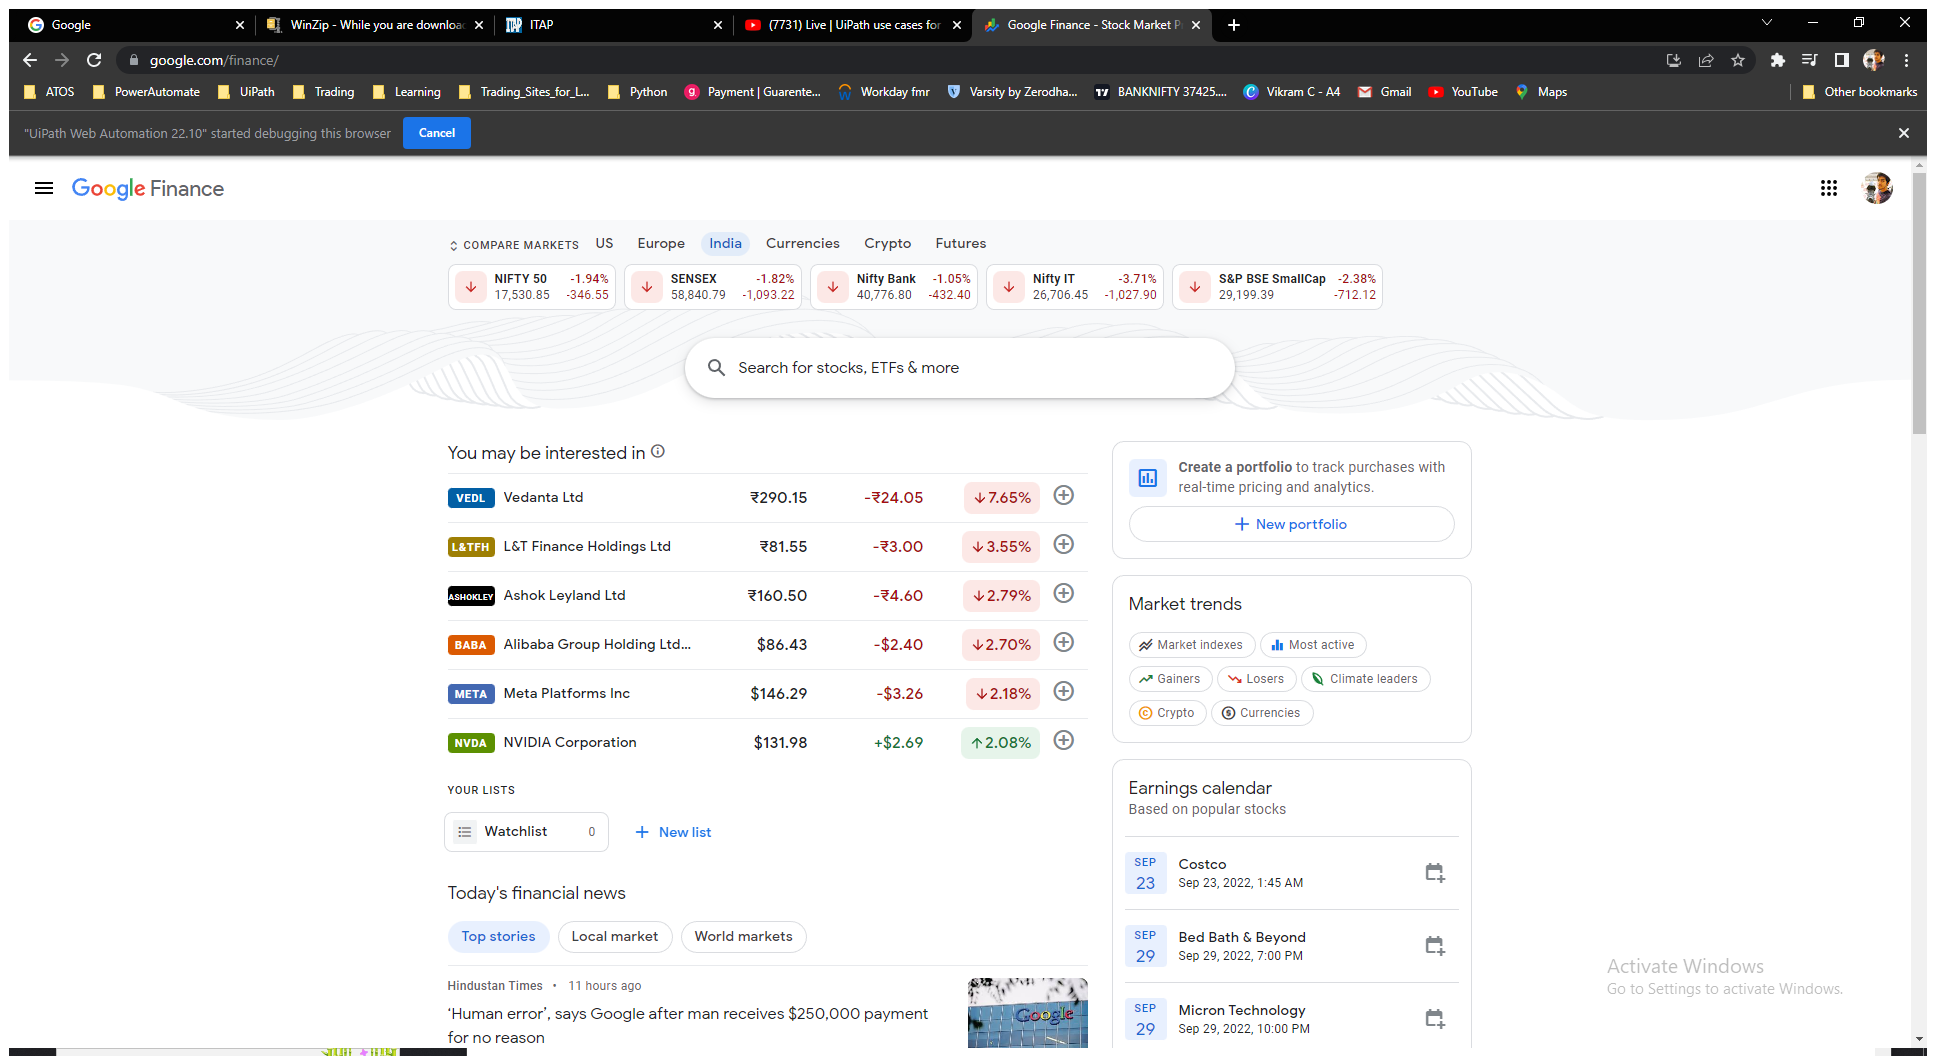 Google
WinZip - While you are downloa
ITAP
(7731) Live | UiPath use cases for
Google Finance - Stock Market P
google.com/finance/
ATOS
PowerAutomate
UiPath
Trading
Learning
Trading_Sites_for_L...
Python
Payment | Guarente...
Workday fmr
Varsity by Zerodha...
BANKNIFTY 37425....
Vikram C - A4
Gmail
YouTube
Maps
Other bookmarks
"UiPath Web Automation 22.10" started debugging this browser
Cancel
Google Finance
COMPARE MARKETS
US
Europe
India
Currencies
Crypto
Futures
NIFTY 50 -1.94%
17,530.85 -346.55
SENSEX -1.82%
58,840.79 -1,093.22
Nifty Bank -1.05%
40,776.80 -432.40
Nifty IT -3.71%
26,706.45 -1,027.90
S&P BSE SmallCap -2.38%
29,199.39 -712.12
Search for stocks, ETFs & more
You may be interested in
VEDL Vedanta Ltd ₹290.15 -₹24.05 7.65%
L&TFH L&T Finance Holdings Ltd ₹81.55 -₹3.00 3.55%
ASHOKLEY Ashok Leyland Ltd ₹160.50 -₹4.60 2.79%
BABA Alibaba Group Holding Ltd... $86.43 -$2.40 2.70%
META Meta Platforms Inc $146.29 -$3.26 2.18%
NVDA NVIDIA Corporation $131.98 +$2.69 2.08%
YOUR LISTS
Watchlist 0
New list
Today's financial news
Top stories
Local market
World markets
Hindustan Times • 11 hours ago
‘Human error’, says Google after man receives $250,000 payment
for no reason
Google
Create a portfolio to track purchases with
real-time pricing and analytics.
New portfolio
Market trends
Market indexes
Most active
Gainers
Losers
Climate leaders
Crypto
Currencies
Earnings calendar
Based on popular stocks
SEP
23
Costco
Sep 23, 2022, 1:45 AM
SEP
29
Bed Bath & Beyond
Sep 29, 2022, 7:00 PM
SEP
29
Micron Technology
Sep 29, 2022, 10:00 PM
Activate Windows
Go to Settings to activate Windows.